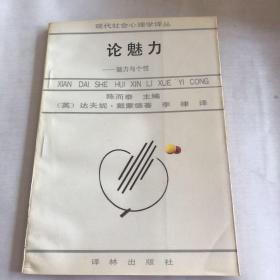 现代社会心理学译丛
论魅力
——魅力与个性
XIAN DAI SHE HUI XIN LI XUE YI CONG
陈而泰 主编
(英) 达夫妮·戴蒙德著 李律 译
译林出版社